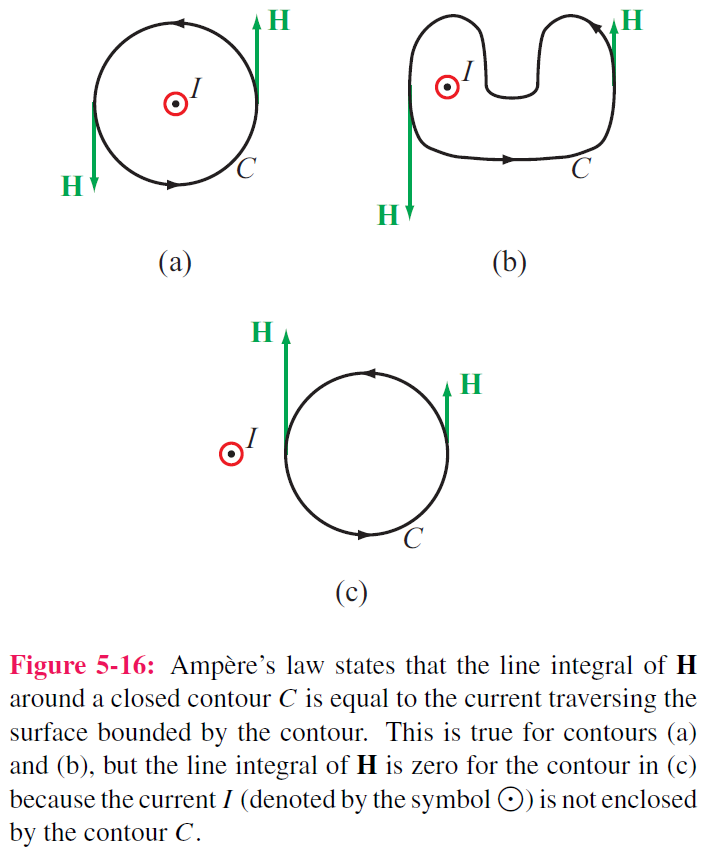 H
I
C
H
(a)
H
I
C
H
(b)
H
H
I
C
(c)
Figure 5-16: Ampère’s law states that the line integral of H
around a closed contour C is equal to the current traversing the
surface bounded by the contour. This is true for contours (a)
and (b), but the line integral of H is zero for the contour in (c)
because the current I (denoted by the symbol ⊙) is not enclosed
by the contour C.